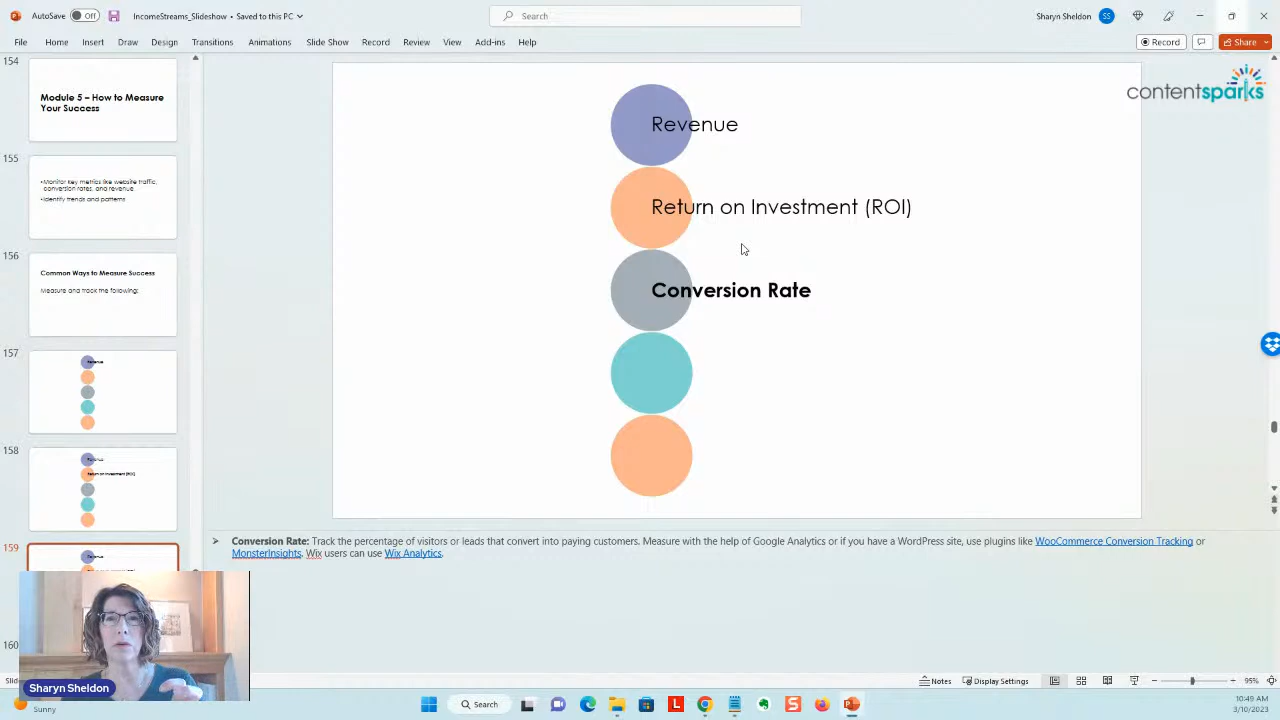 AutoSave Off IncomeStreams_Slideshow • Saved to this PC
Search
Sharyn Sheldon SS
File Home Insert Draw Design Transitions Animations Slide Show Record Review View Add-ins Help
Record Share
154
Module 5 – How to Measure
Your Success
155
•Monitor key metrics like website traffic,
conversion rates, and revenue
•Identify trends and patterns
156
Common Ways to Measure Success
Measure and track the following:
157
Revenue
158
Revenue
Return on Investment (ROI)
159
Revenue
160
contentsparks
Revenue
Return on Investment (ROI)
Conversion Rate
➢ Conversion Rate: Track the percentage of visitors or leads that convert into paying customers. Measure with the help of Google Analytics or if you have a WordPress site, use plugins like WooCommerce Conversion Tracking or
MonsterInsights. Wix users can use Wix Analytics.
Sharyn Sheldon
Notes Display Settings 95%
Sunny
Search
L
S
10:49 AM
3/10/2023